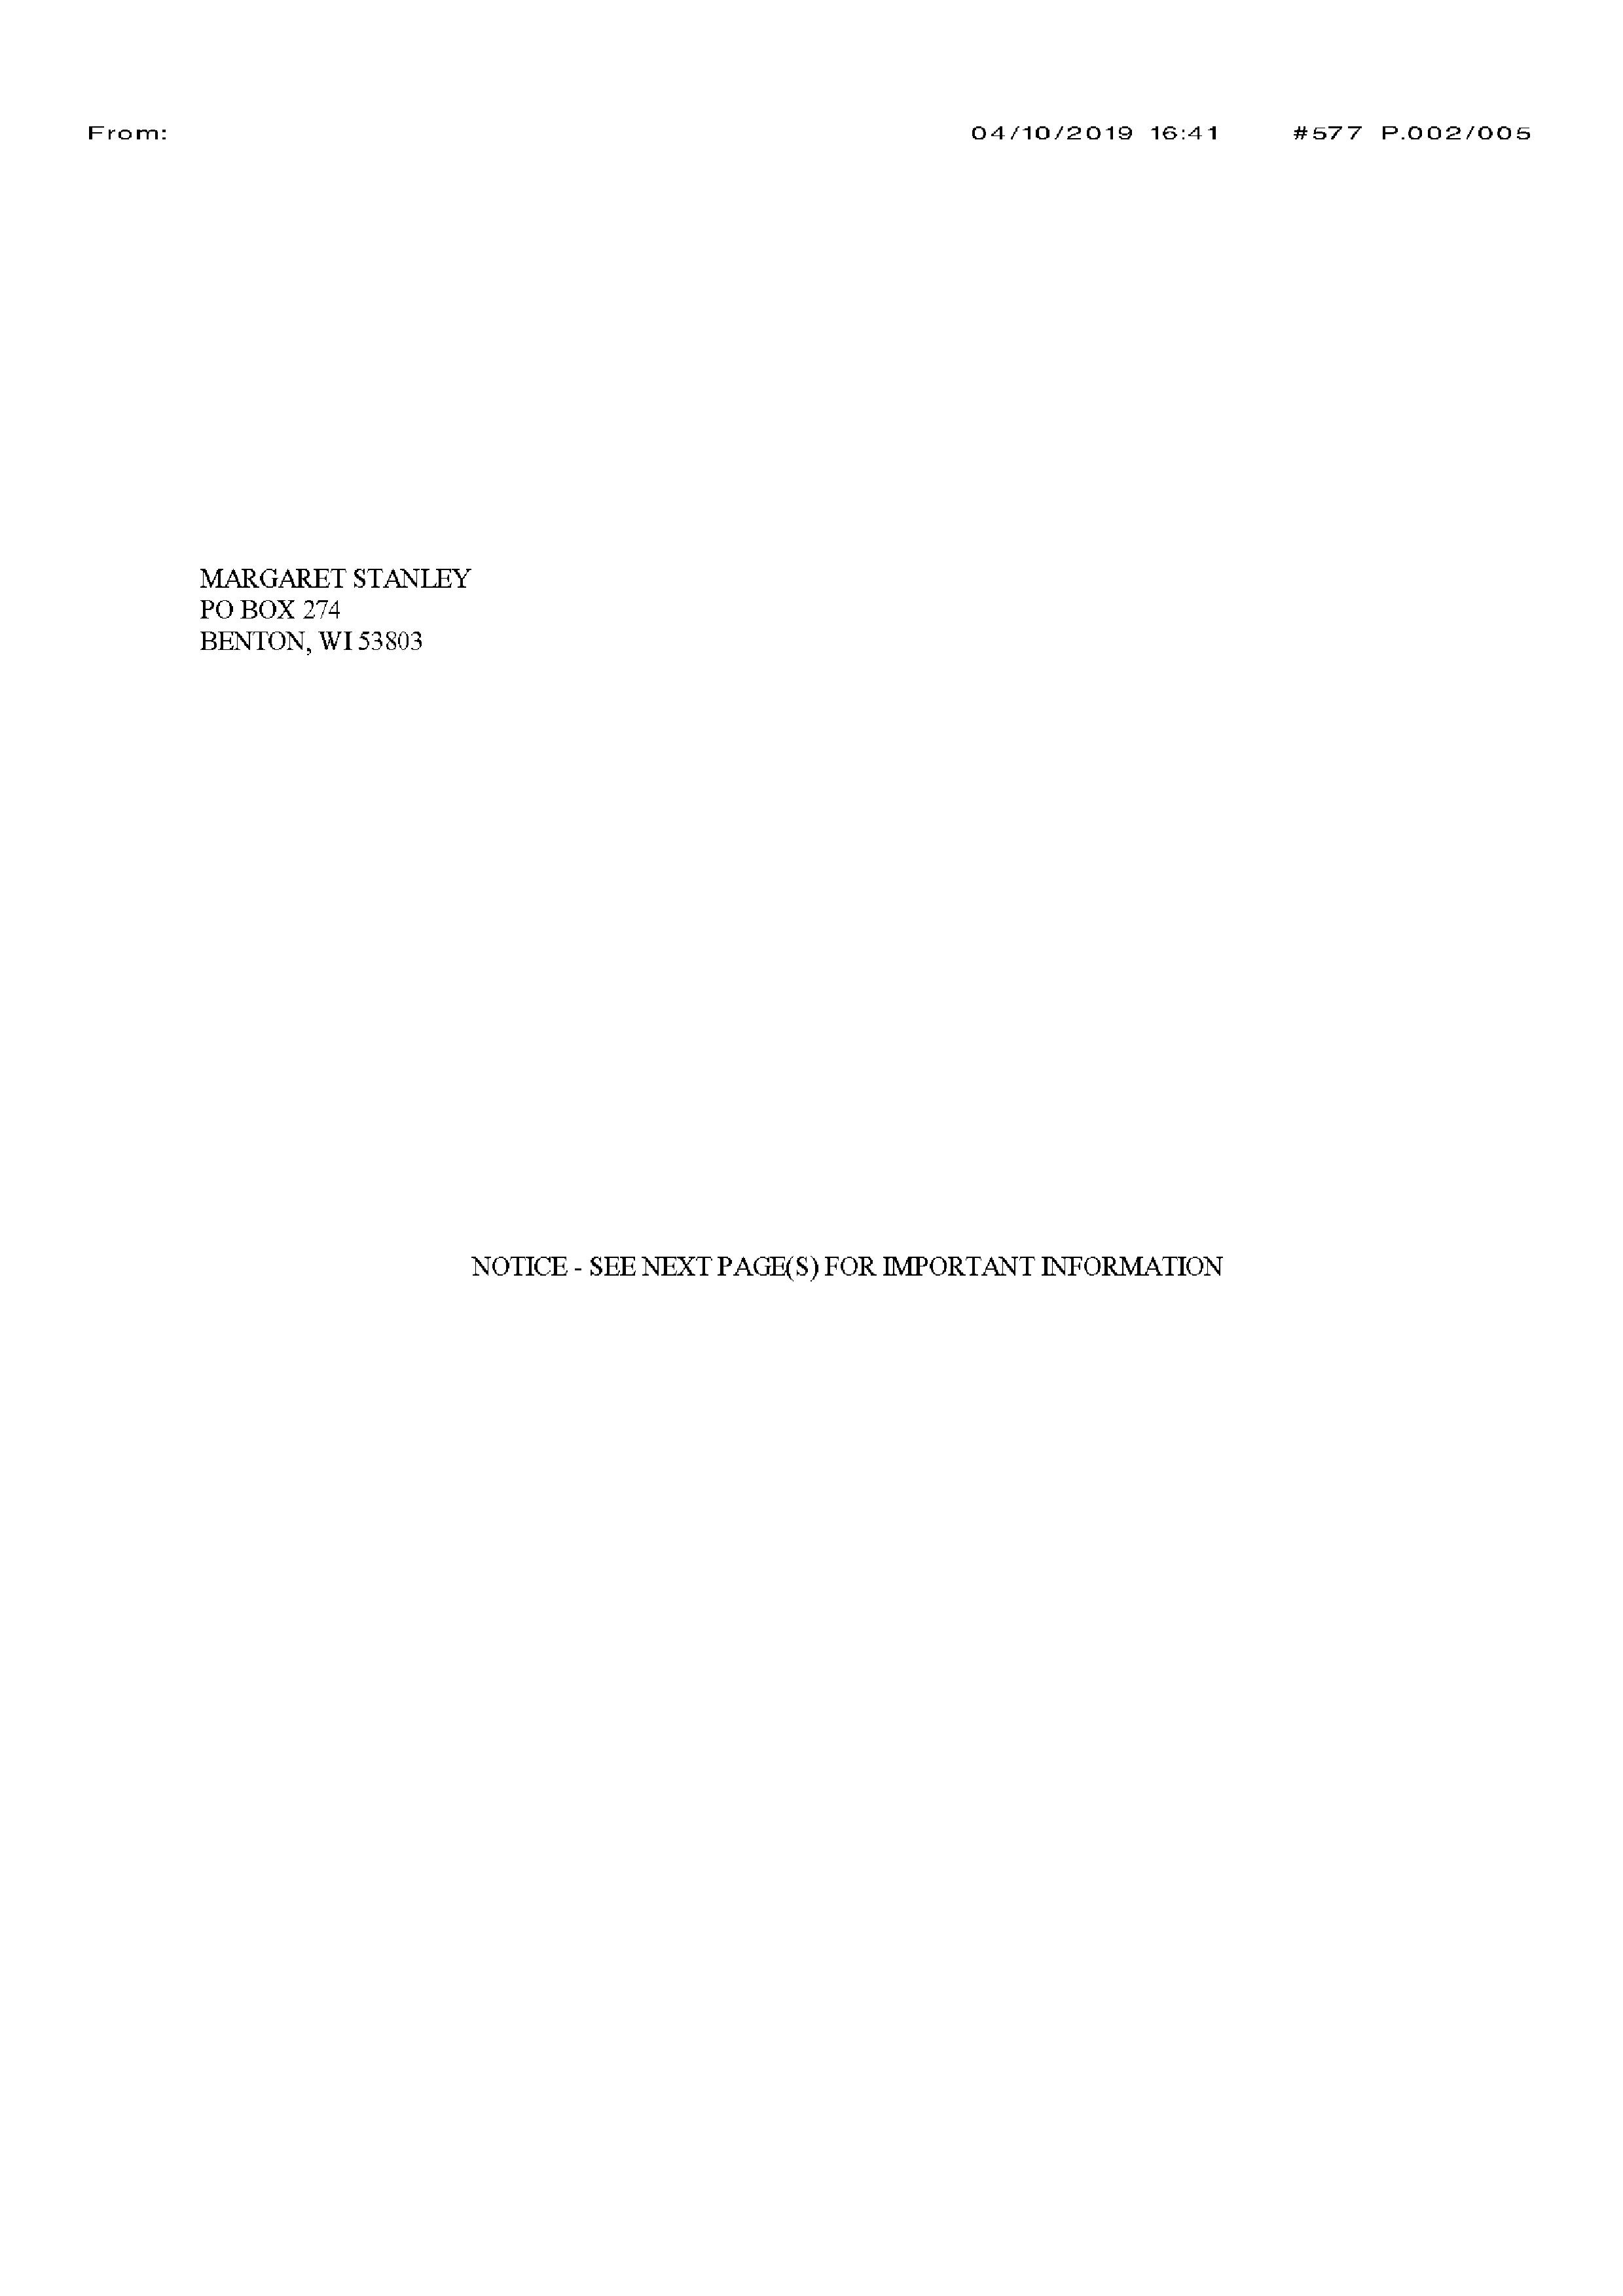 From: 04/10/2019 16:41 #577 P.002/005
MARGARET STANLEY
PO BOX 274
BENTON, WI 53803
NOTICE - SEE NEXT PAGE(S) FOR IMPORTANT INFORMATION